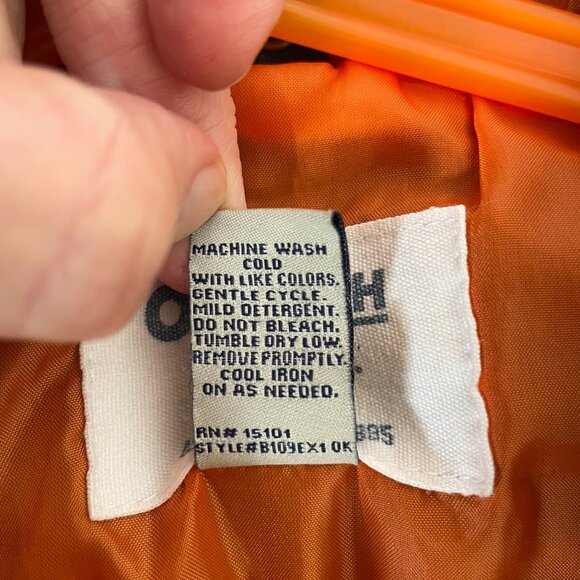 MACHINE WASH
COLD
WITH LIKE COLORS.
GENTLE CYCLE.
MILD DETERGENT.
DO NOT BLEACH.
TUMBLE DRY LOW.
REMOVE PROMPTLY.
COOL IRON
ON AS NEEDED.
RN# 15101
STYLE#B109EX1 OK
H
895